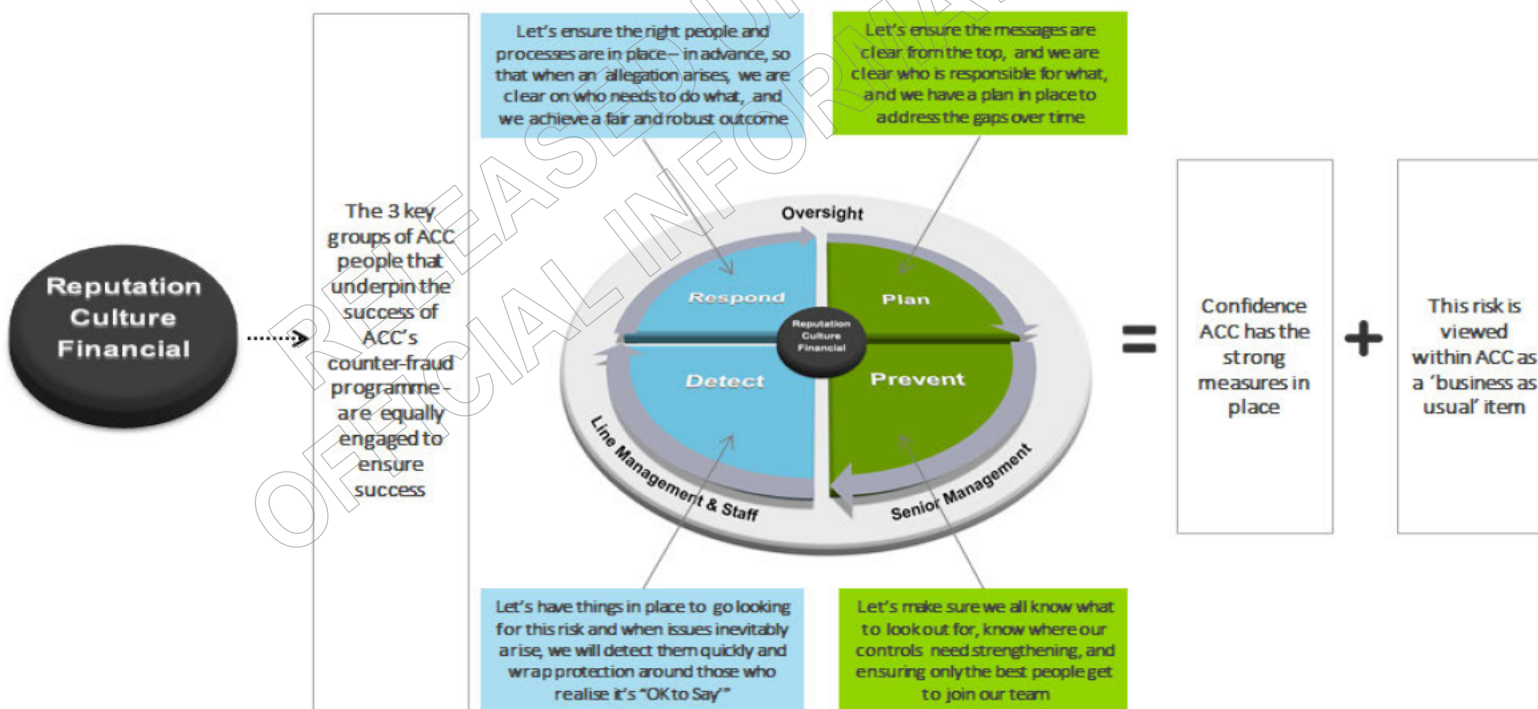 Reputation
Culture
Financial
The 3 key
groups of ACC
people that
underpin the
success of
ACC's
counter-fraud
programme -
are equally
engaged to
ensure
success
Let's ensure the right people and
processes are in place – in advance, so
that when an allegation arises, we are
clear on who needs to do what, and
we achieve a fair and robust outcome
Let's ensure the messages are
clear from the top, and we are
clear who is responsible for what,
and we have a plan in place to
address the gaps over time
Oversight
Respond
Plan
Reputation
Culture
Financial
Detect
Prevent
Line Management & Staff
Senior Management
Let's have things in place to go looking
for this risk and when issues inevitably
arise, we will detect them quickly and
wrap protection around those who
realise it's "OK to Say'"
Let's make sure we all know what
to look out for, know where our
controls need strengthening, and
ensuring only the best people get
to join our team
=
Confidence
ACC has the
strong
measures in
place
+
This risk is
viewed
within ACC as
a 'business as
usual' item
RELEASED
OFFICIAL